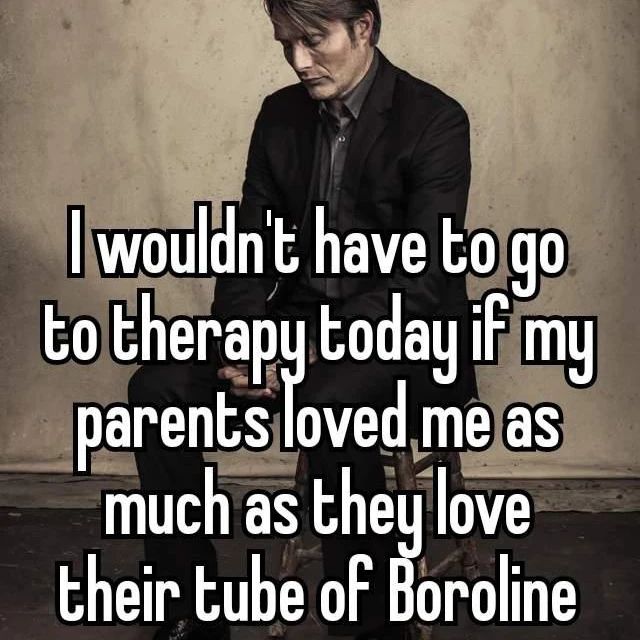 I wouldn't have to go
to therapy today if my
parents loved me as
much as they love
their tube of Boroline